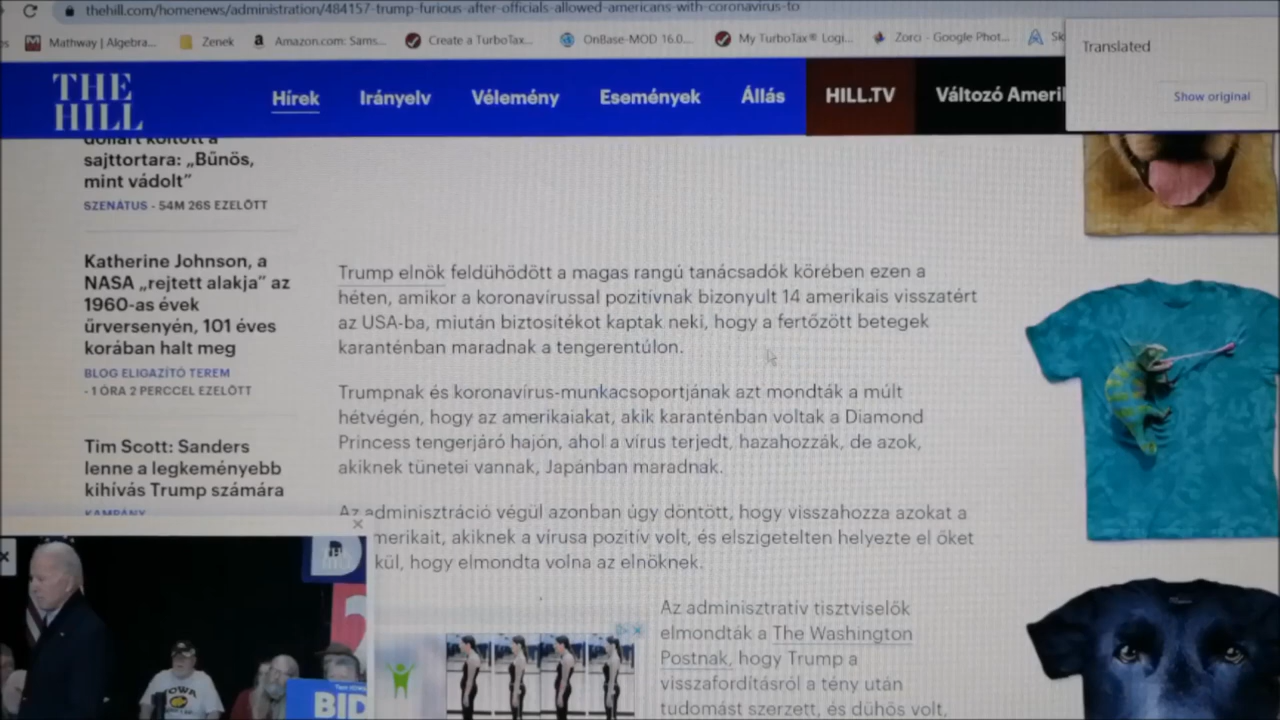 thehill.com/homenews/administration/484157-trump-furious-after-officials-allowed-americans-with-coronavirus-to
Mathway | Algebra...
Zenek
Amazon.com: Sams...
Create a TurboTax...
OnBase-MOD 16.0...
My TurboTax® Logi...
Zorci - Google Phot...
Translated
Show original
THE
HILL
Hírek
Irányelv
Vélemény
Események
Állás
HILL.TV
Változó Ameri
dollárt költött a
sajttortara: „Bűnös,
mint vádolt”
SZENÁTUS - 54M 26S EZELŐTT
Katherine Johnson, a
NASA „rejtett alakja” az
1960-as évek
űrversenyén, 101 éves
korában halt meg
BLOG ELIGAZÍTÓ TEREM
- 1 ÓRA 2 PERCCEL EZELŐTT
Tim Scott: Sanders
lenne a legkeményebb
kihívás Trump számára
KAMPÁNY
Trump elnök feldühödött a magas rangú tanácsadók körében ezen a
héten, amikor a koronavírussal pozitívnak bizonyult 14 amerikais visszatért
az USA-ba, miután biztosítékot kaptak neki, hogy a fertőzött betegek
karanténban maradnak a tengerentúlon.
Trumpnak és koronavírus-munkacsoportjának azt mondták a múlt
hétvégén, hogy az amerikaiakat, akik karanténban voltak a Diamond
Princess tengerjáró hajón, ahol a vírus terjedt, hazahozzák, de azok,
akiknek tünetei vannak, Japánban maradnak.
Az adminisztráció végül azonban úgy döntött, hogy visszahozza azokat a
merikait, akiknek a vírusa pozitív volt, és elszigetelten helyezte el őket
kül, hogy elmondta volna az elnöknek.
Az adminisztratív tisztviselők
elmondták a The Washington
Postnak, hogy Trump a
visszafordításról a tény után
tudomást szerzett, és dühös volt,
IOWA
BID